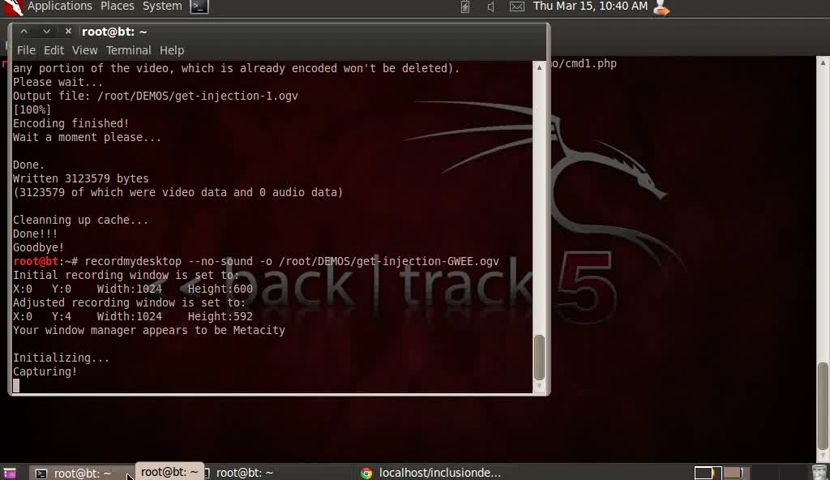 Applications Places System
Thu Mar 15, 10:40 AM
root@bt: ~
File Edit View Terminal Help
any portion of the video, which is already encoded won't be deleted).
o/cmd1.php
Please wait...
Output file: /root/DEMOS/get-injection-1.ogv
[100%]
Encoding finished!
Wait a moment please...
Done.
Written 3123579 bytes
(3123579 of which were video data and 0 audio data)
Cleanning up cache...
Done!!!
Goodbye!
root@bt:~# recordmydesktop --no-sound -o /root/DEMOS/get-injection-GWEE.ogv
Initial recording window is set to:
X:0 Y:0 Width:1024 Height:600
Adjusted recording window is set to:
X:0 Y:4 Width:1024 Height:592
Your window manager appears to be Metacity
Initializing...
Capturing!
<< back | track 5
root@bt: ~
root@bt: ~
root@bt: ~
localhost/inclusionde...